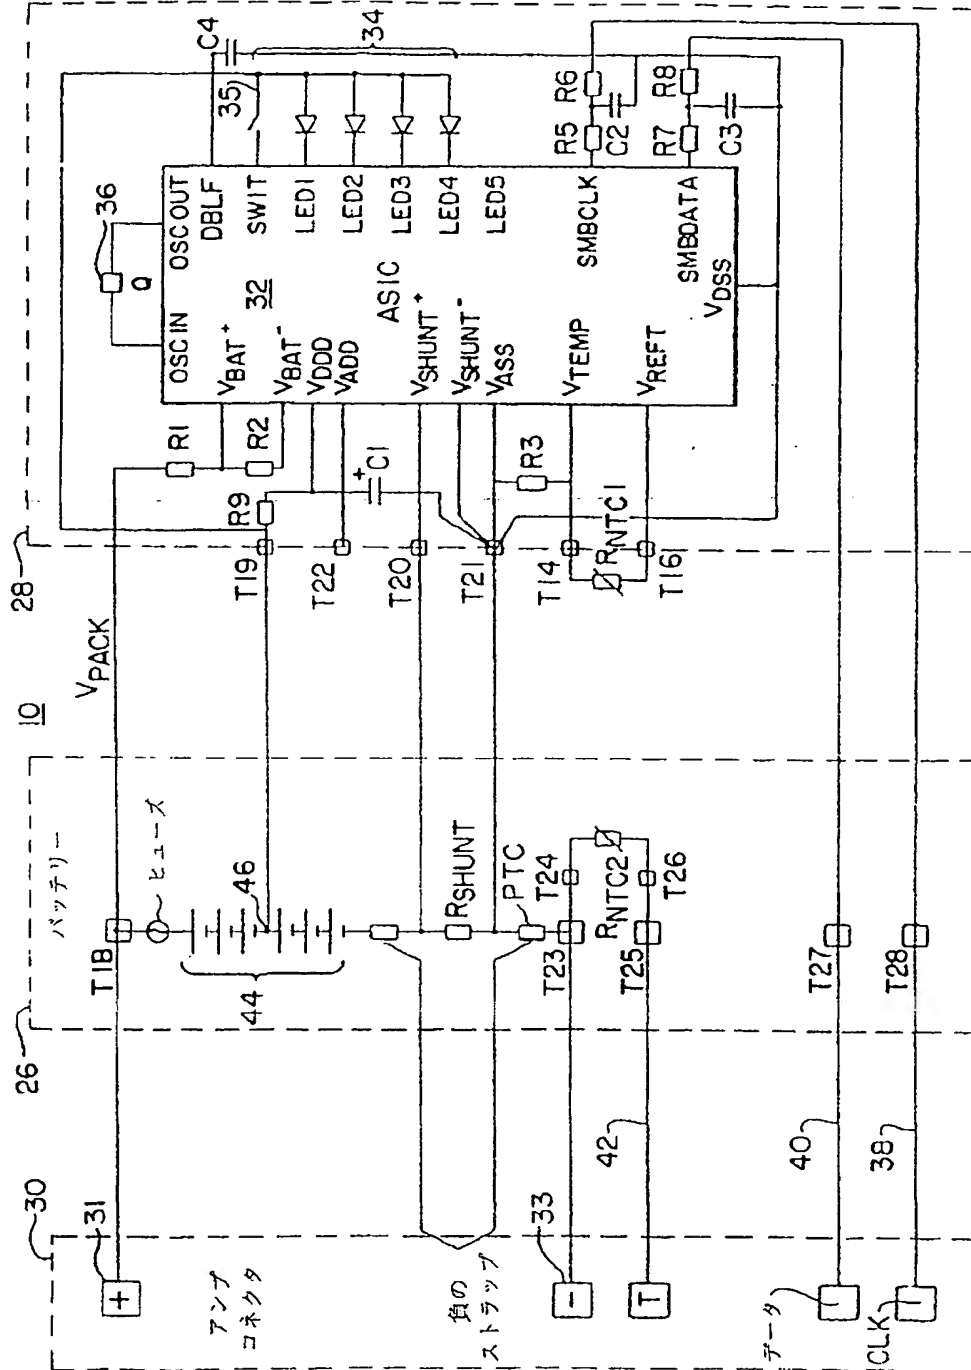 28
10
26
30
36
34
C4
35
Q
OSCIN
OSCOUT
DBLF
SWIT
LED1
LED2
LED3
LED4
LED5
SMBCLK
SMBDATA
VDSS
32
ASIC
VBAT+
VBAT-
VDDD
VADD
VSHUNT+
VSHUNT-
VASS
VTEMP
VREFT
R5
R6
C2
R7
R8
C3
R1
R2
R9
+
C1
R3
RNTC1
T19
T22
T20
T21
T14
T16
VPACK
バッテリー
T1B
ヒューズ
46
44
RSHUNT
PTC
T23
T24
RNTC2
T25
T26
T27
T28
42
40
38
31
+
アンプ
コネクタ
負の
ストラップ
33
-
T
データ
CLK